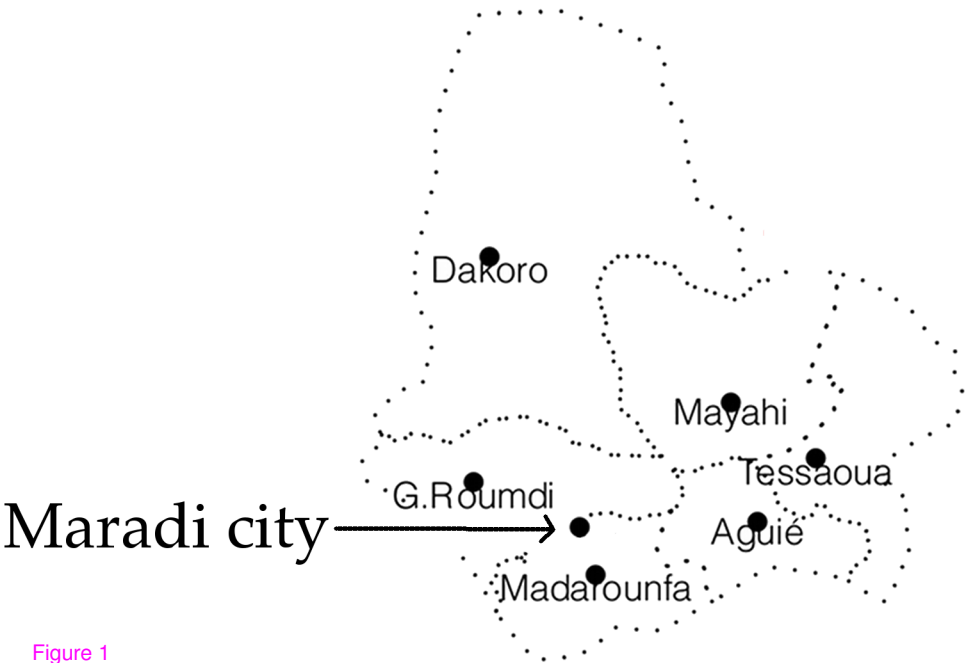 Dakoro
Mayahi
Tessaoua
G.Roumdi
Maradi city
Aguié
Madarounfa
Figure 1